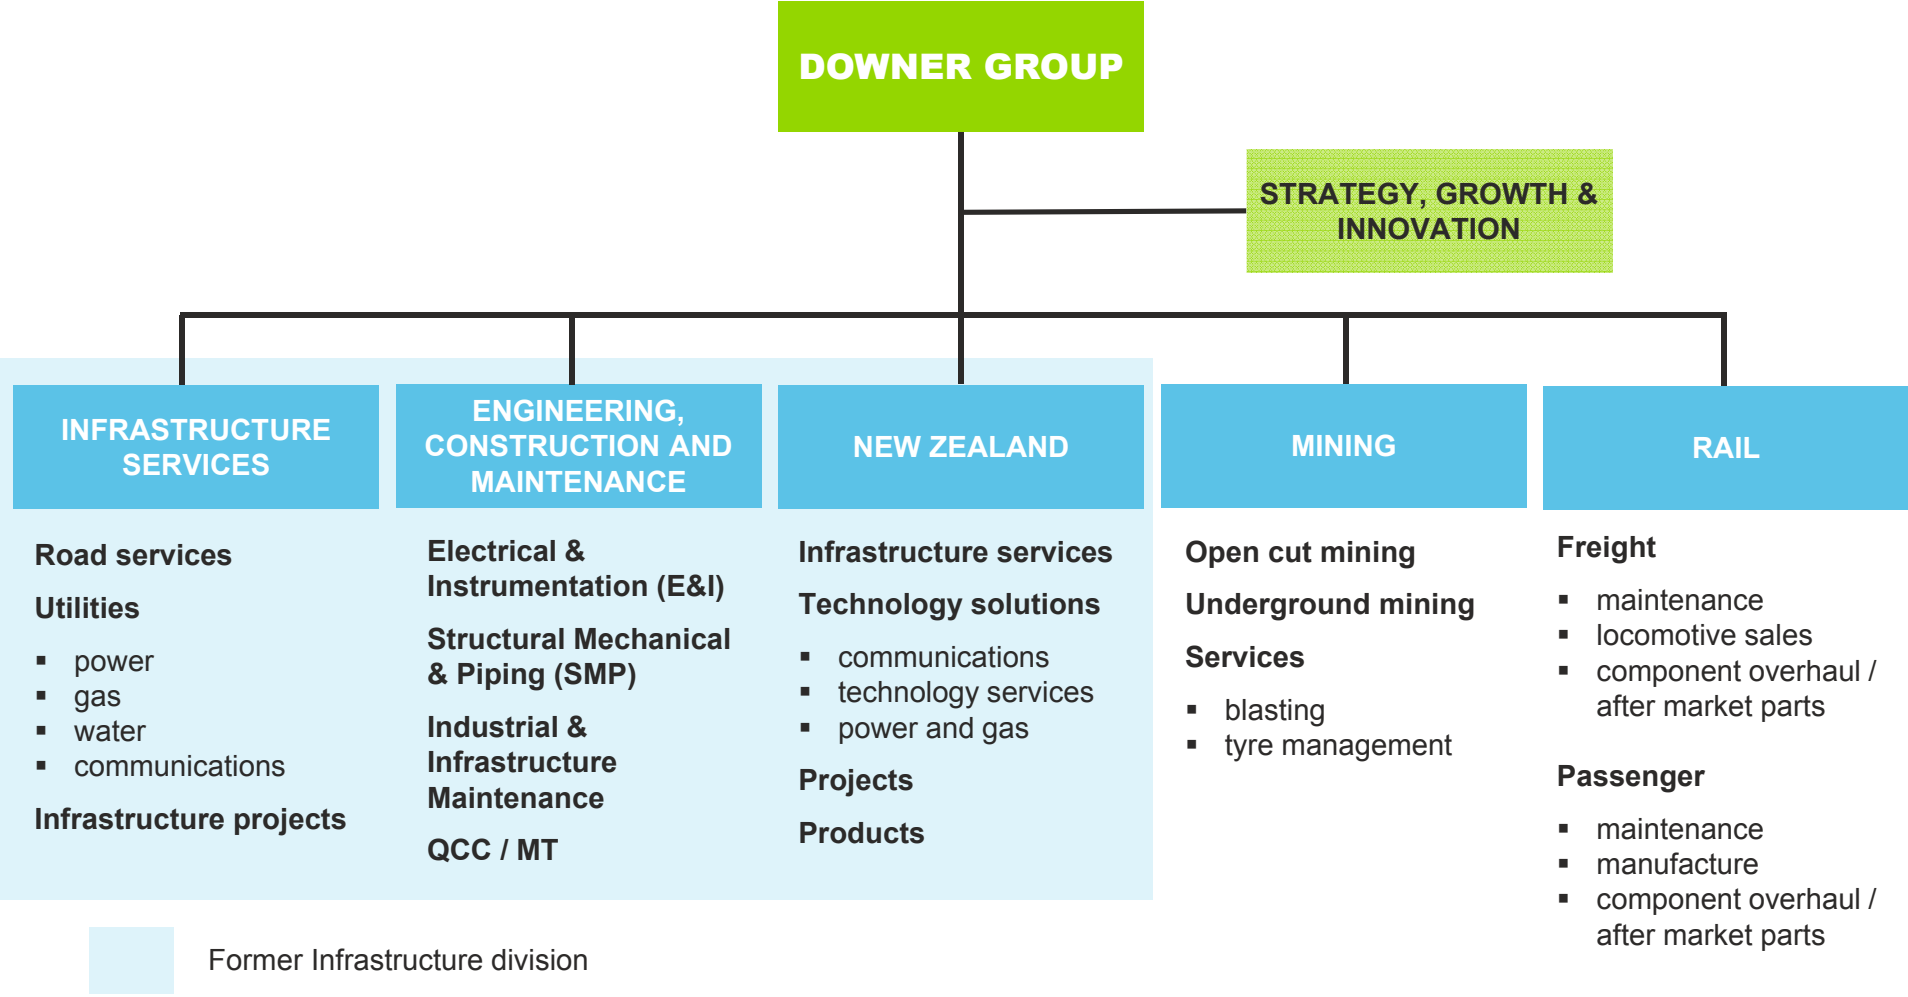 DOWNER GROUP
STRATEGY, GROWTH &
INNOVATION
INFRASTRUCTURE
SERVICES
Road services
Utilities
▪ power
▪ gas
▪ water
▪ communications
Infrastructure projects
ENGINEERING,
CONSTRUCTION AND
MAINTENANCE
Electrical &
Instrumentation (E&I)
Structural Mechanical
& Piping (SMP)
Industrial &
Infrastructure
Maintenance
QCC / MT
NEW ZEALAND
Infrastructure services
Technology solutions
▪ communications
▪ technology services
▪ power and gas
Projects
Products
MINING
Open cut mining
Underground mining
Services
▪ blasting
▪ tyre management
RAIL
Freight
▪ maintenance
▪ locomotive sales
▪ component overhaul /
after market parts
Passenger
▪ maintenance
▪ manufacture
▪ component overhaul /
after market parts
Former Infrastructure division